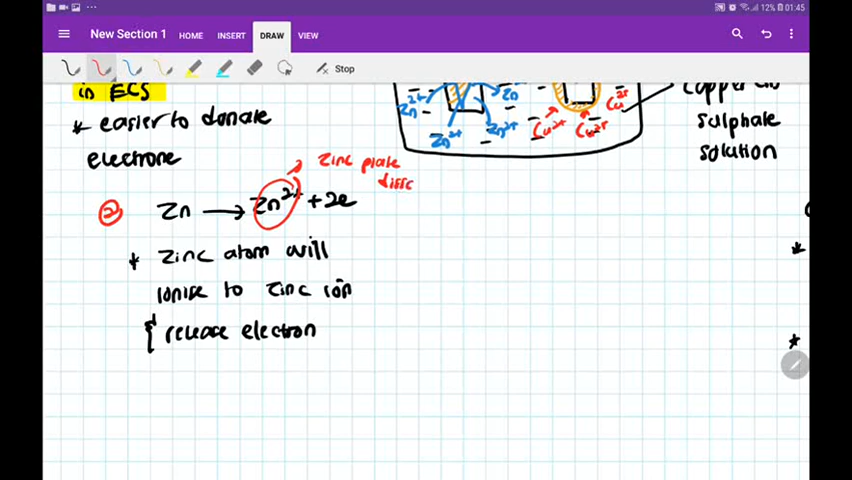 12% 01:45
New Section 1 HOME INSERT DRAW VIEW
Stop
in ECS
* easier to donate
electrone
Zn2+
Zn
Zn2+
Zn2+
Cu2+
Cu2+
Cu2+
sulphate
solution
zinc plate
dissc
② Zn → Zn2+ + 2e
* zinc atom will
ionise to zinc ion
{ release electron
*
*